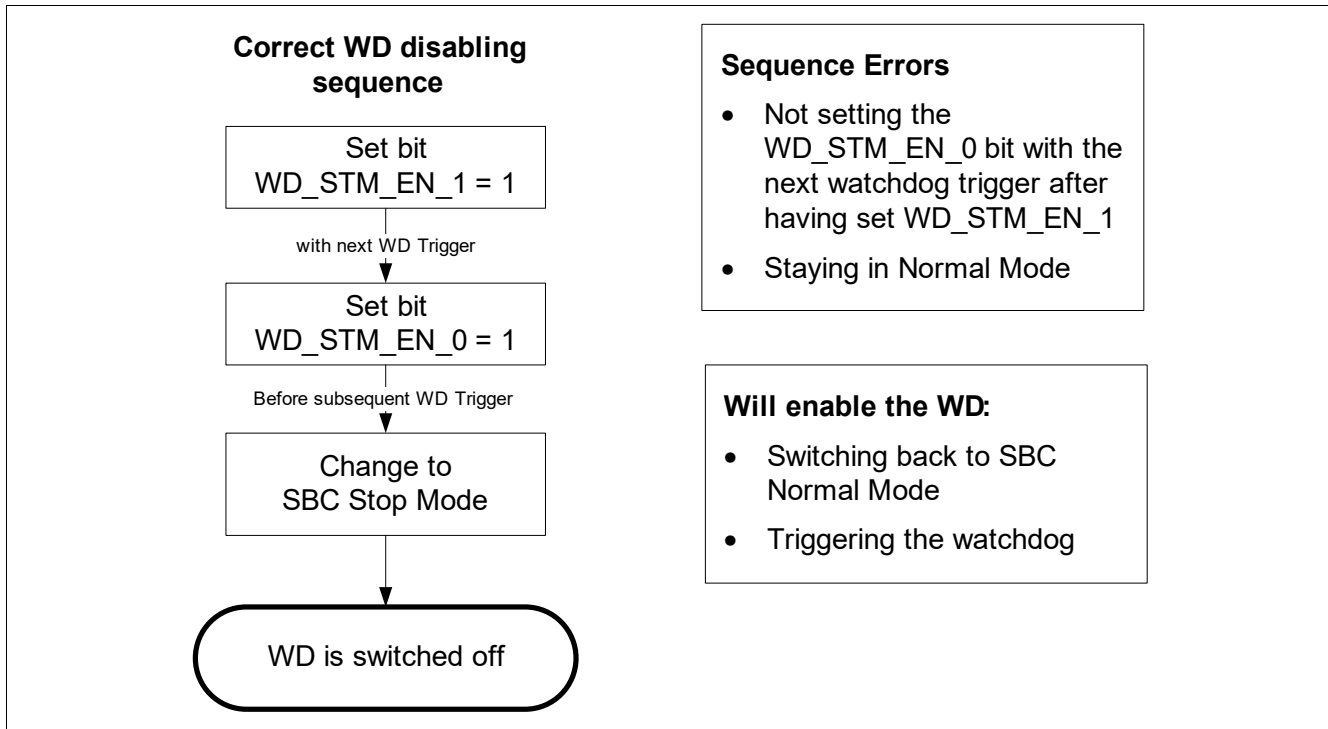 Correct WD disabling
sequence
Set bit
WD_STM_EN_1 = 1
with next WD Trigger
Set bit
WD_STM_EN_0 = 1
Before subsequent WD Trigger
Change to
SBC Stop Mode
WD is switched off
Sequence Errors
• Not setting the
WD_STM_EN_0 bit with the
next watchdog trigger after
having set WD_STM_EN_1
• Staying in Normal Mode
Will enable the WD:
• Switching back to SBC
Normal Mode
• Triggering the watchdog